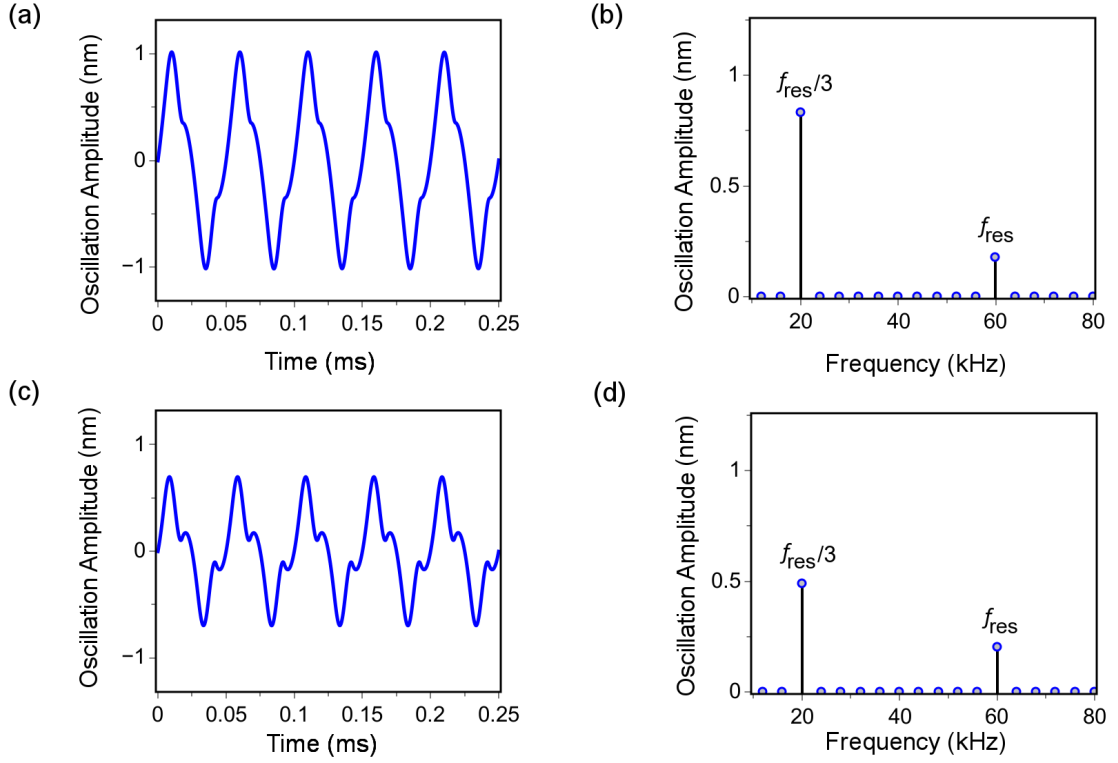 (a)
Oscillation Amplitude (nm)
1
0
−1
0
0.05
0.1
0.15
0.2
0.25
Time (ms)
(b)
Oscillation Amplitude (nm)
1
0.5
0
fres/3
fres
20
40
60
80
Frequency (kHz)
(c)
Oscillation Amplitude (nm)
1
0
−1
0
0.05
0.1
0.15
0.2
0.25
Time (ms)
(d)
Oscillation Amplitude (nm)
1
0.5
0
fres/3
fres
20
40
60
80
Frequency (kHz)